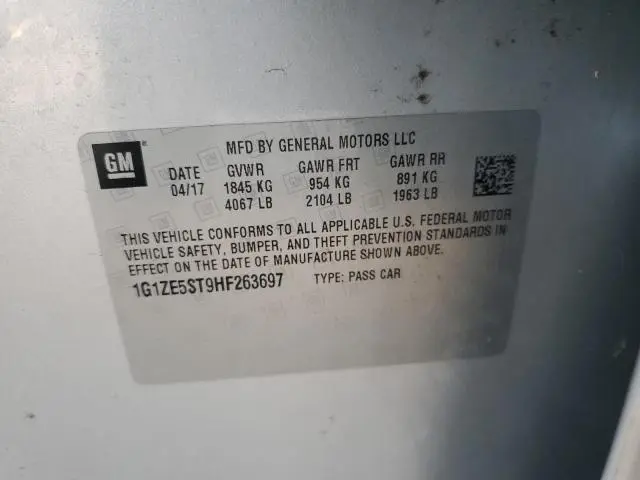 GM
MFD BY GENERAL MOTORS LLC
DATE GVWR GAWR FRT GAWR RR
04/17 1845 KG 954 KG 891 KG
4067 LB 2104 LB 1963 LB
THIS VEHICLE CONFORMS TO ALL APPLICABLE U.S. FEDERAL MOTOR
VEHICLE SAFETY, BUMPER, AND THEFT PREVENTION STANDARDS IN
EFFECT ON THE DATE OF MANUFACTURE SHOWN ABOVE.
1G1ZE5ST9HF263697 TYPE: PASS CAR